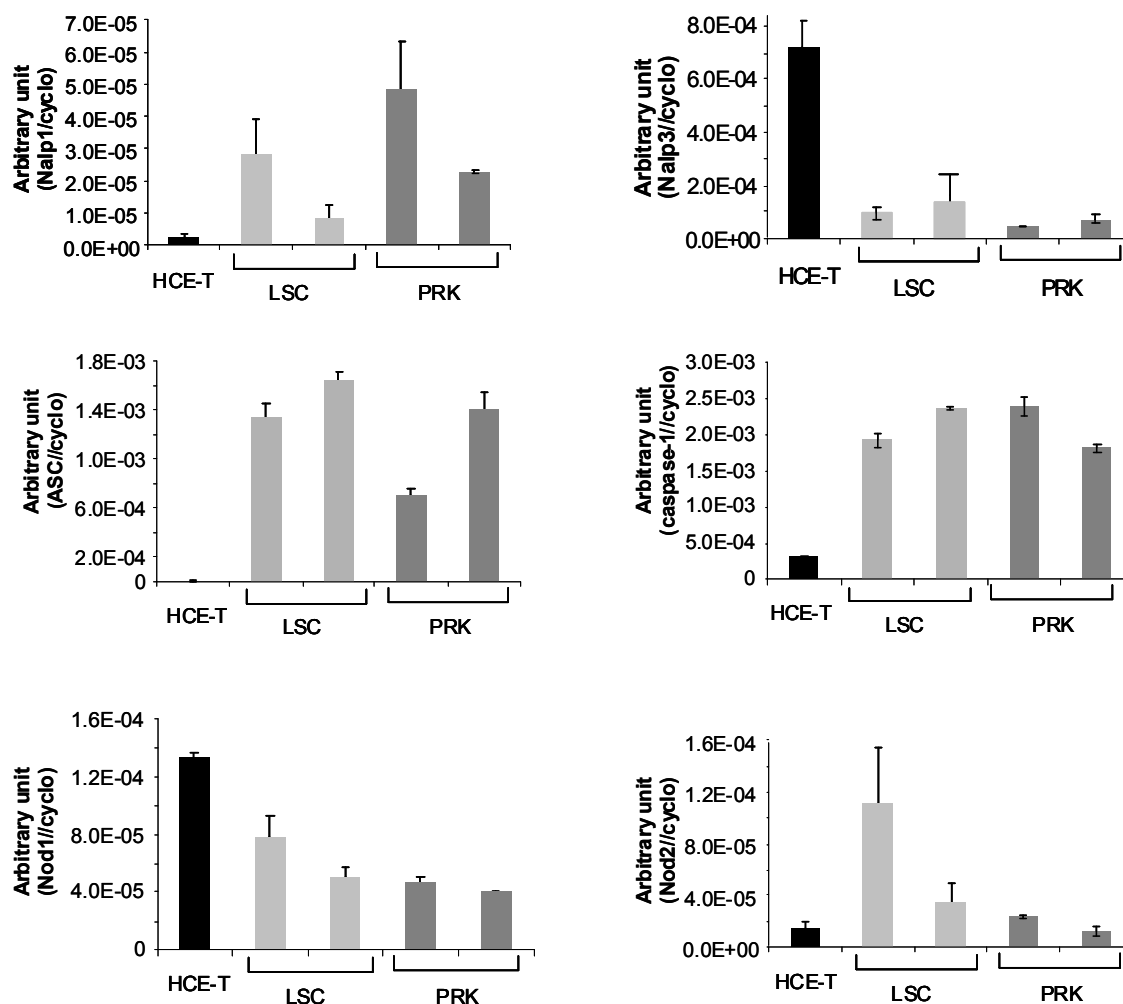 Arbitrary unit
(Nalp1/cyclo)
7.0E-05
6.0E-05
5.0E-05
4.0E-05
3.0E-05
2.0E-05
1.0E-05
0.0E+00
HCE-T
LSC
PRK
Arbitrary unit
(Nalp3//cyclo)
8.0E-04
6.0E-04
4.0E-04
2.0E-04
0.0E+00
HCE-T
LSC
PRK
Arbitrary unit
(ASC//cyclo)
1.8E-03
1.4E-03
1.0E-03
6.0E-04
2.0E-04
0
HCE-T
LSC
PRK
Arbitrary unit
(caspase-1//cyclo)
3.0E-03
2.5E-03
2.0E-03
1.0E-03
5.0E-04
0
HCE-T
LSC
PRK
Arbitrary unit
(Nod1//cyclo)
1.6E-04
1.2E-04
8.0E-05
4.0E-05
0
HCE-T
LSC
PRK
Arbitrary unit
(Nod2//cyclo)
1.6E-04
1.2E-04
8.0E-05
4.0E-05
0.0E+00
HCE-T
LSC
PRK